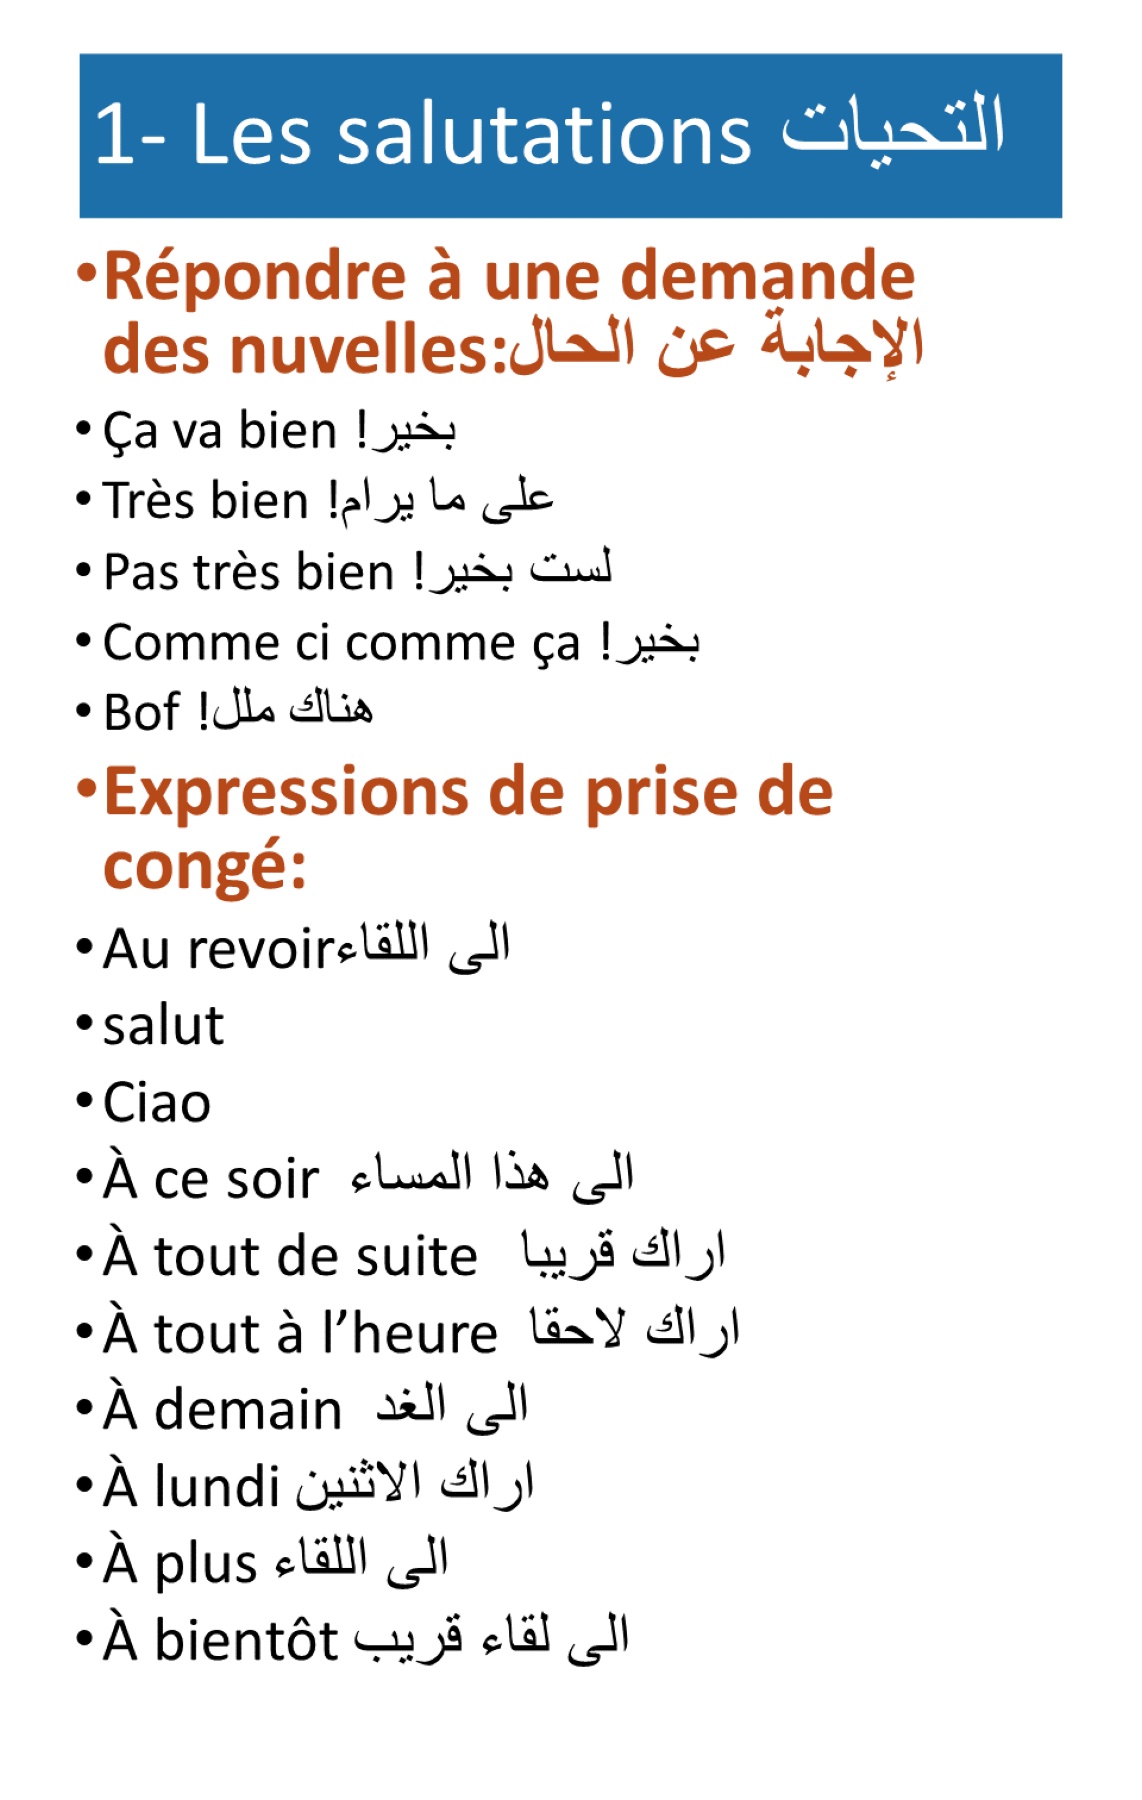 1- Les salutations التحيات
•Répondre à une demande
des nuvelles:الإجابة عن الحال
• Ça va bien !بخير
• Très bien !على ما يرام
• Pas très bien !لست بخير
• Comme ci comme ça !بخير
• Bof !هناك ملل
•Expressions de prise de
congé:
• Au revoirالى اللقاء
• salut
• Ciao
• À ce soir الى هذا المساء
• À tout de suite اراك قريبا
• À tout à l’heure اراك لاحقا
• À demain الى الغد
• À lundi اراك الاثنين
• À plus الى اللقاء
• À bientôt الى لقاء قريب